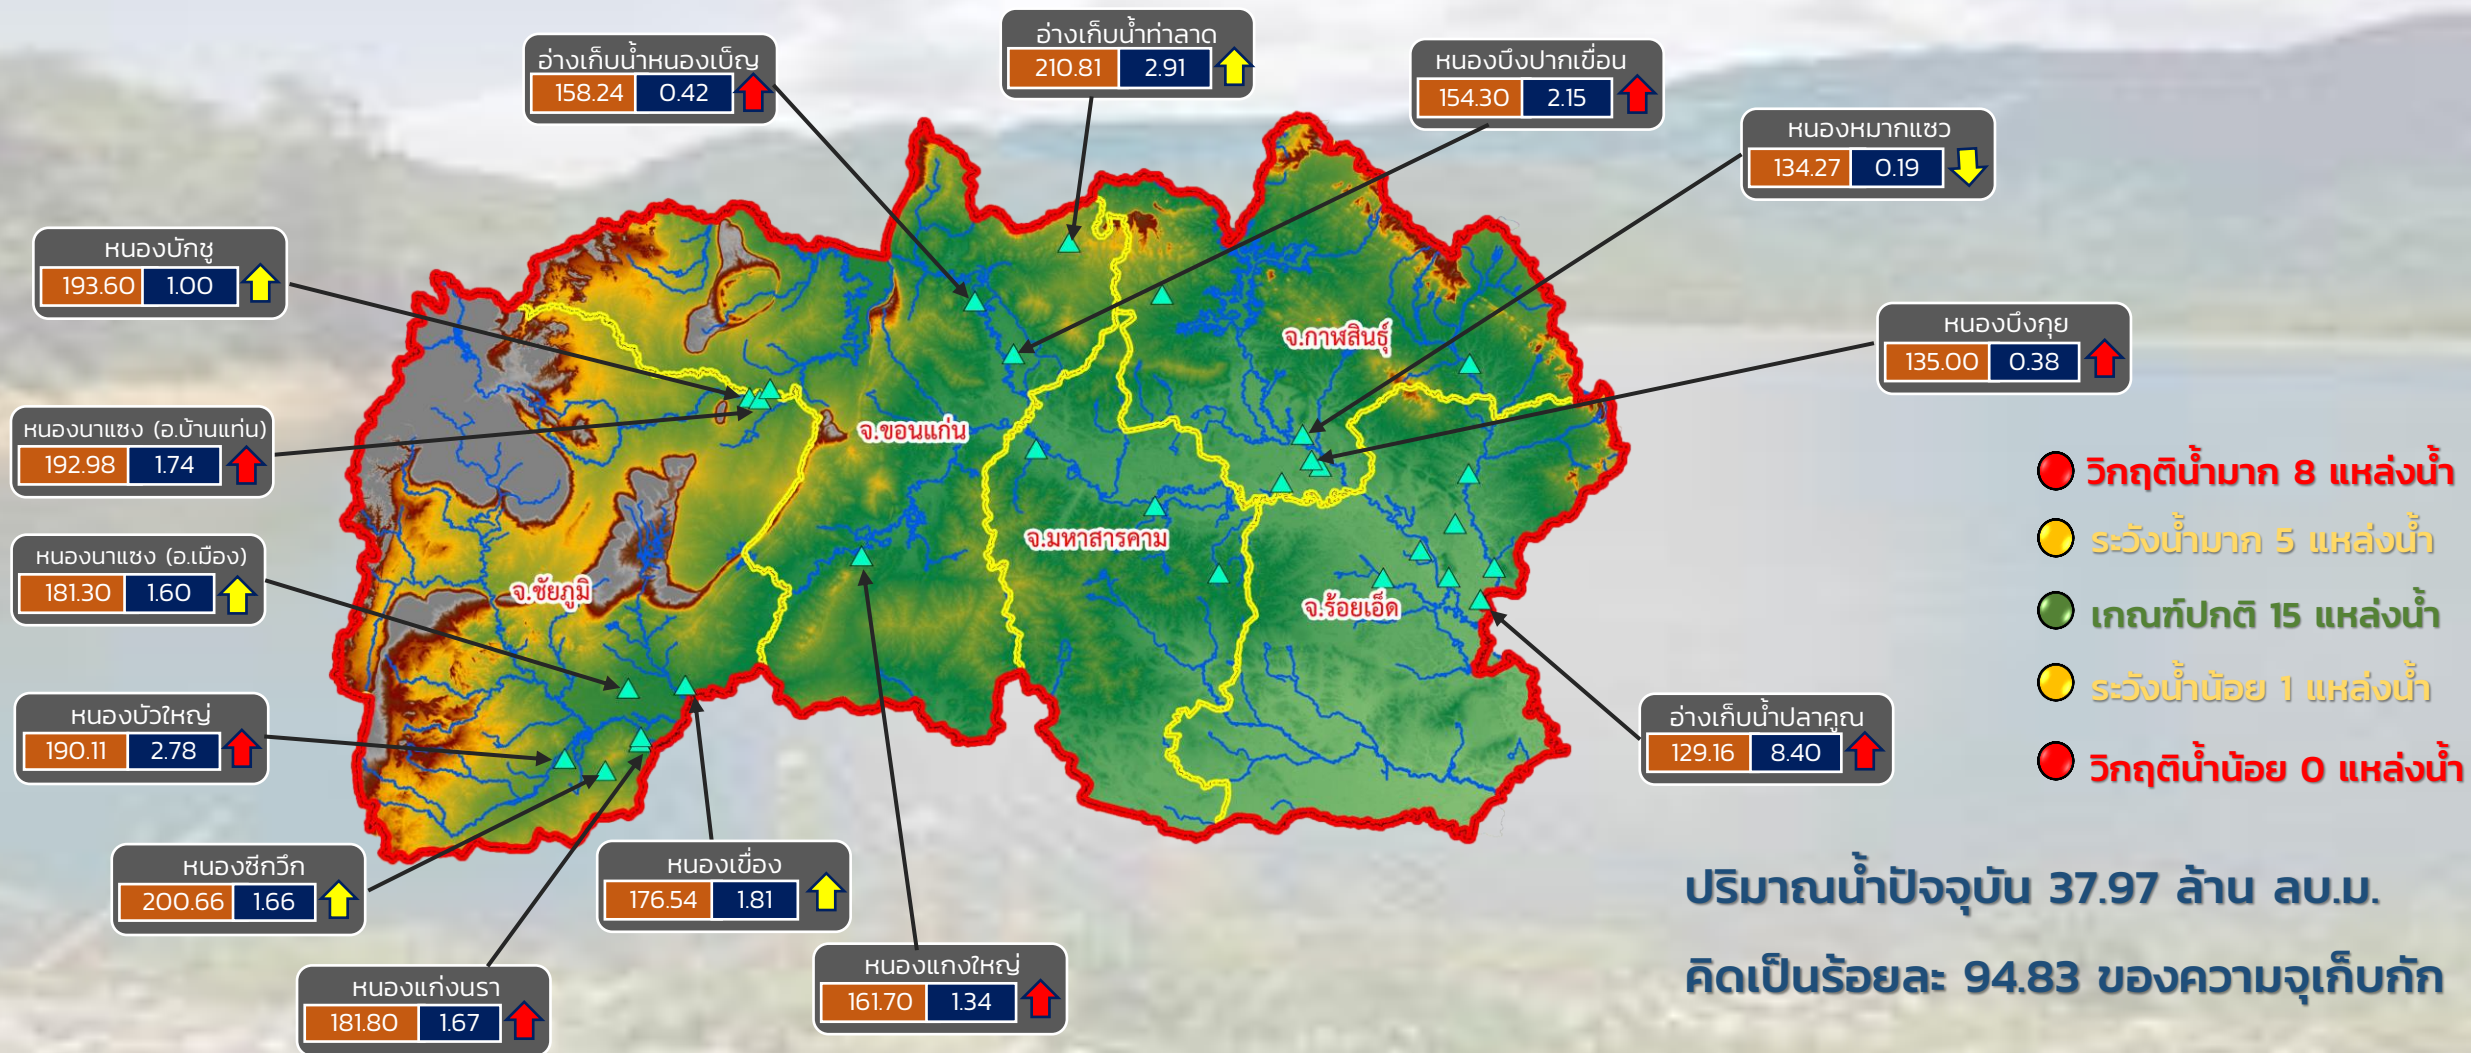 อ่างเก็บน้ำท่าลาด
210.81 2.91
อ่างเก็บน้ำหนองเบ็ญ
158.24 0.42
หนองบึงปากเขื่อน
154.30 2.15
หนองหมากแซว
134.27 0.19
หนองบักชู
193.60 1.00
หนองบึงกุย
135.00 0.38
จ.กาฬสินธุ์
หนองนาแซง (อ.บ้านแท่น)
192.98 1.74
จ.ขอนแก่น
วิกฤติน้ำมาก 8 แหล่งน้ำ
ระวังน้ำมาก 5 แหล่งน้ำ
เกณฑ์ปกติ 15 แหล่งน้ำ
ระวังน้ำน้อย 1 แหล่งน้ำ
วิกฤติน้ำน้อย 0 แหล่งน้ำ
จ.มหาสารคาม
หนองนาแซง (อ.เมือง)
181.30 1.60
จ.ชัยภูมิ
จ.ร้อยเอ็ด
หนองบัวใหญ่
190.11 2.78
อ่างเก็บน้ำปลาคูณ
129.16 8.40
หนองซีกวึก
200.66 1.66
หนองเขื่อง
176.54 1.81
หนองแก่งนรา
181.80 1.67
หนองแกงใหญ่
161.70 1.34
ปริมาณน้ำปัจจุบัน 37.97 ล้าน ลบ.ม.
คิดเป็นร้อยละ 94.83 ของความจุเก็บกัก